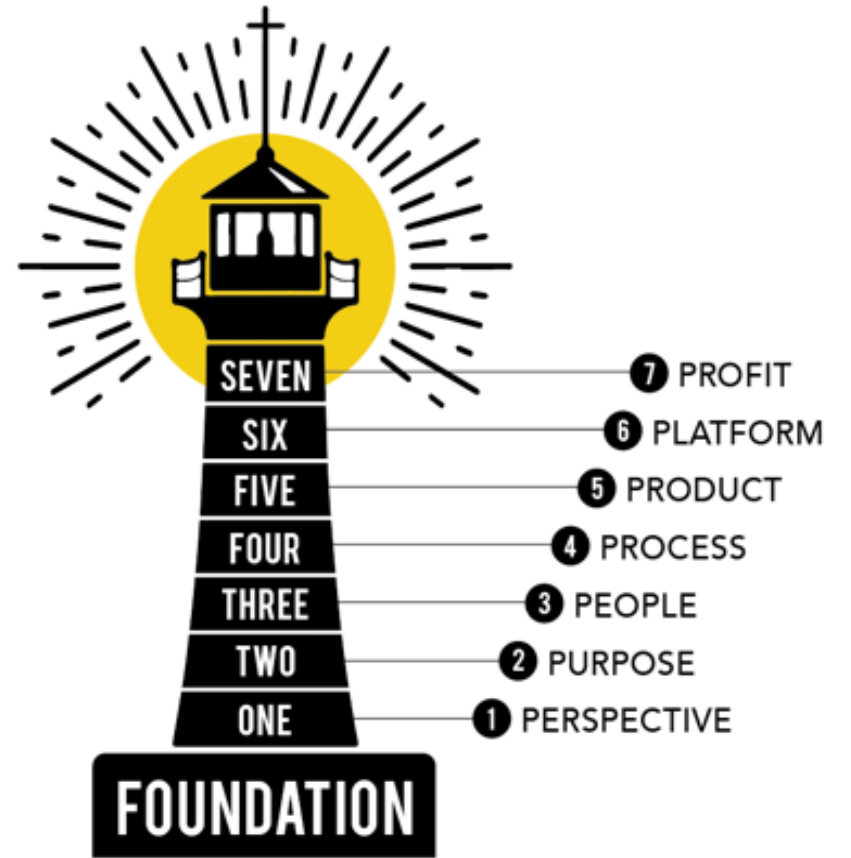 SEVEN 7 PROFIT
SIX 6 PLATFORM
FIVE 5 PRODUCT
FOUR 4 PROCESS
THREE 3 PEOPLE
TWO 2 PURPOSE
ONE 1 PERSPECTIVE
FOUNDATION